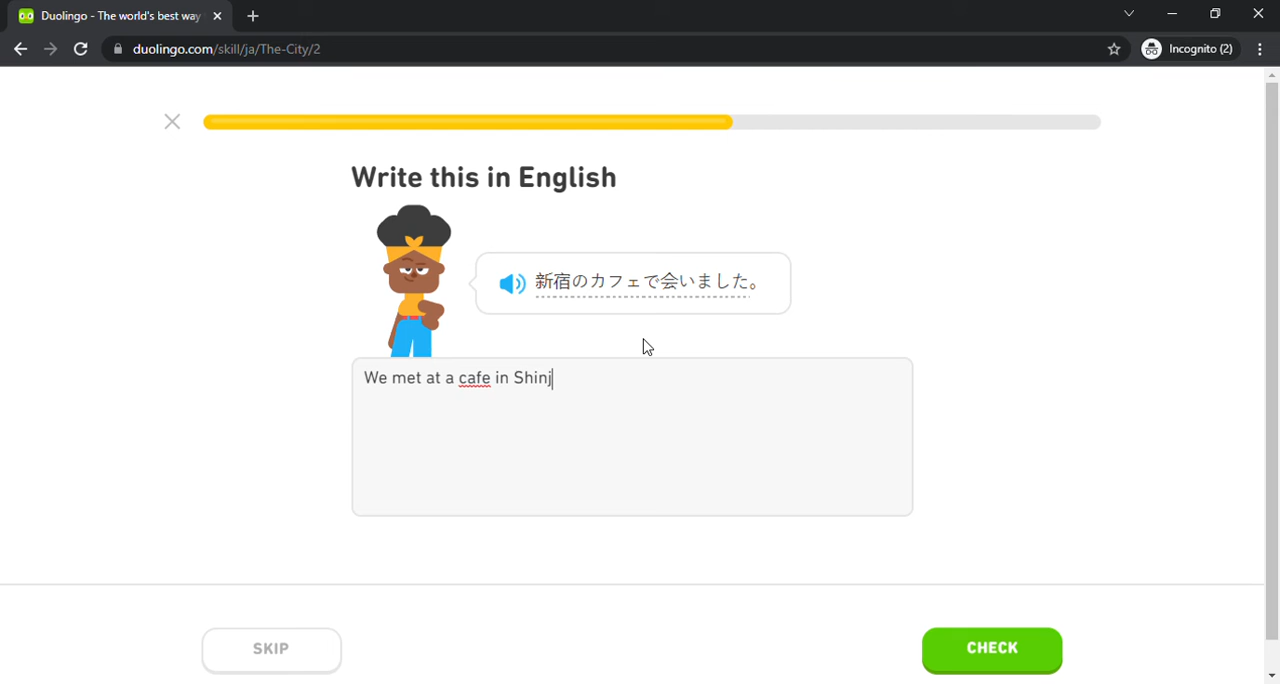 Duolingo - The world's best way
duolingo.com/skill/ja/The-City/2
Incognito (2)
Write this in English
新宿のカフェで会いました。
We met at a cafe in Shinj
SKIP
CHECK